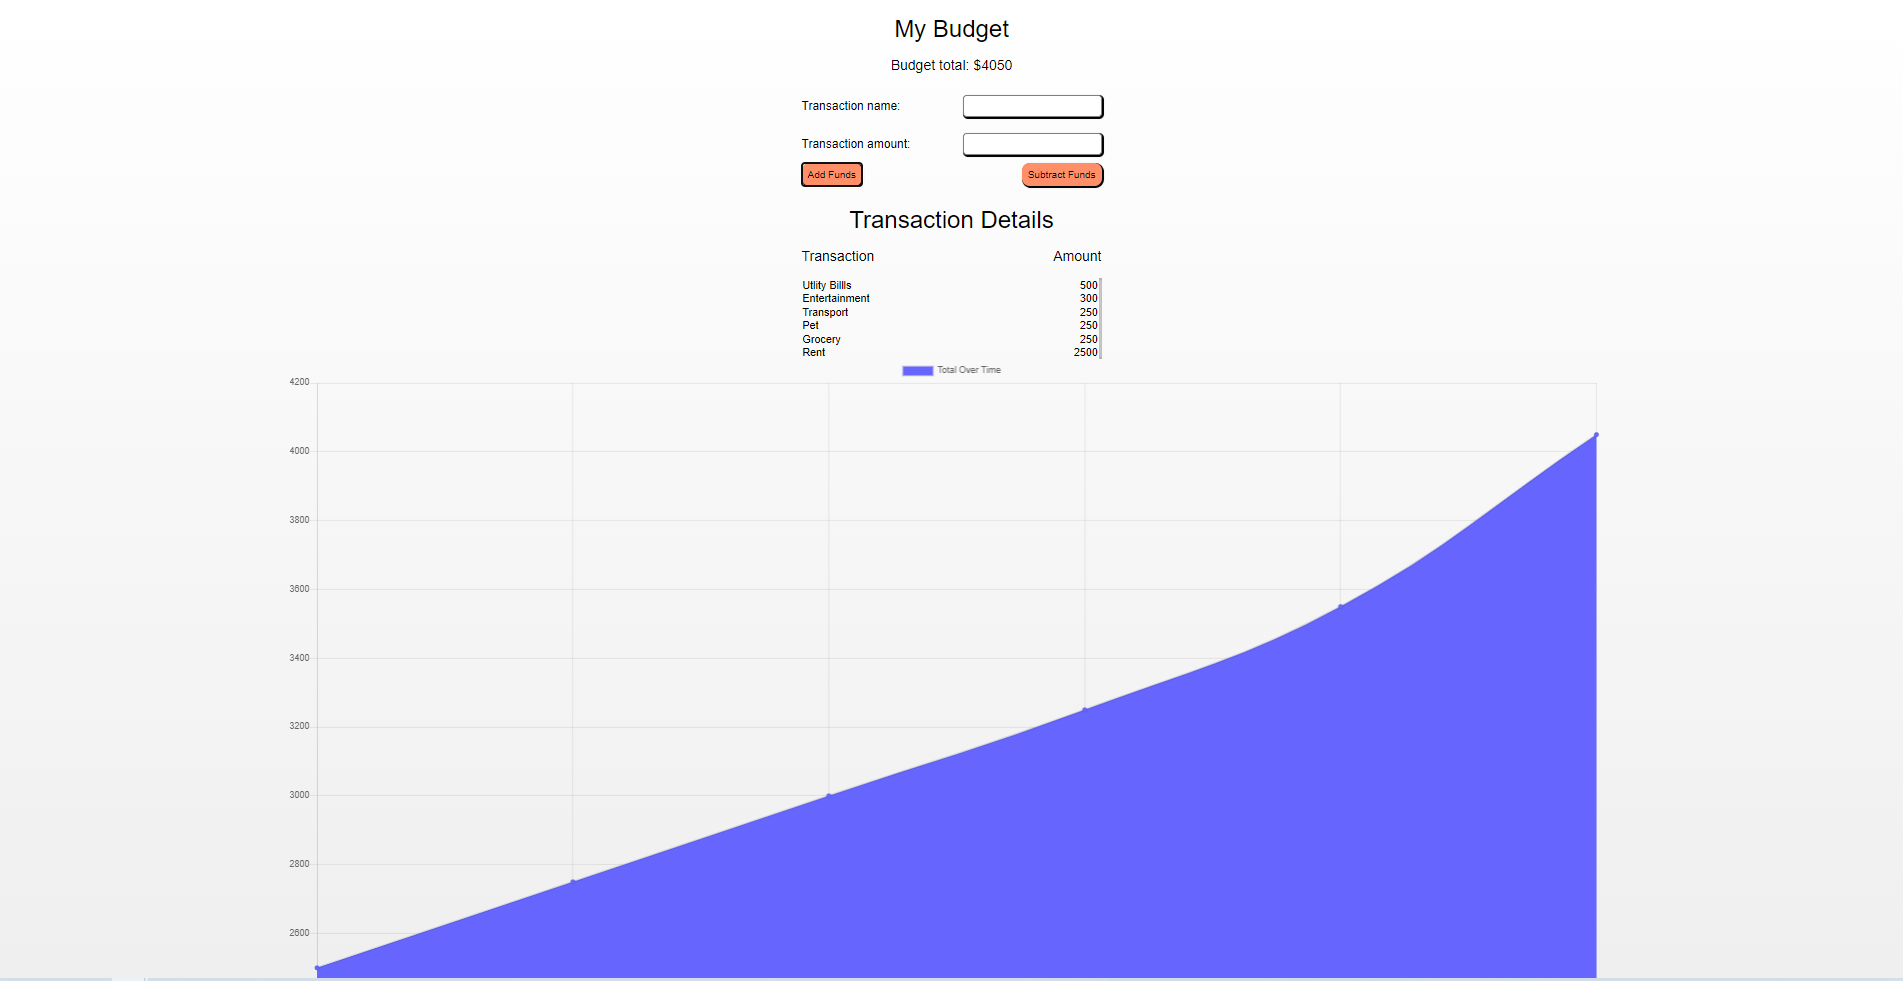 My Budget
Budget total: $4050
Transaction name:
Transaction amount:
Add Funds Subtract Funds
Transaction Details
Transaction Amount
Utlity Billls 500
Entertainment 300
Transport 250
Pet 250
Grocery 250
Rent 2500
Total Over Time
4200
4000
3800
3600
3400
3200
3000
2800
2600